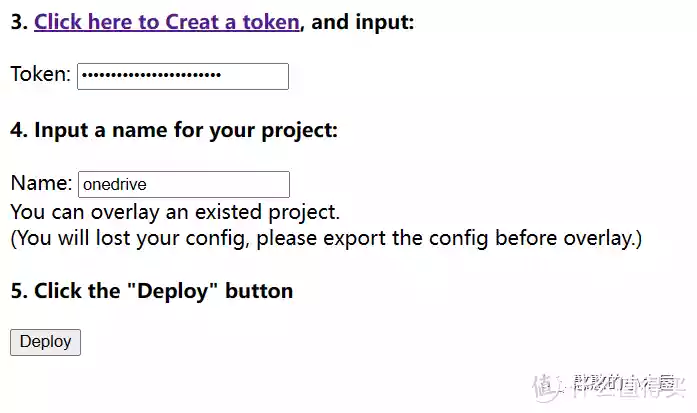 3. Click here to Creat a token, and input:
Token: ••••••••••••••••••••••••
4. Input a name for your project:
Name: onedrive
You can overlay an existed project.
(You will lost your config, please export the config before overlay.)
5. Click the "Deploy" button
Deploy
值 什么值得买